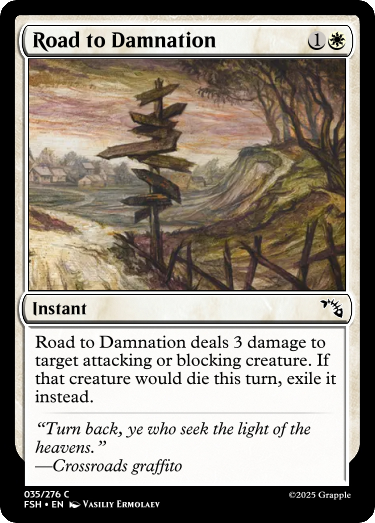 Road to Damnation
1
Instant
Road to Damnation deals 3 damage to
target attacking or blocking creature. If
that creature would die this turn, exile it
instead.
“Turn back, ye who seek the light of the
heavens.”
—Crossroads graffito
035/276 C
FSH • EN Vasiliy Ermolaev
©2025 Grapple